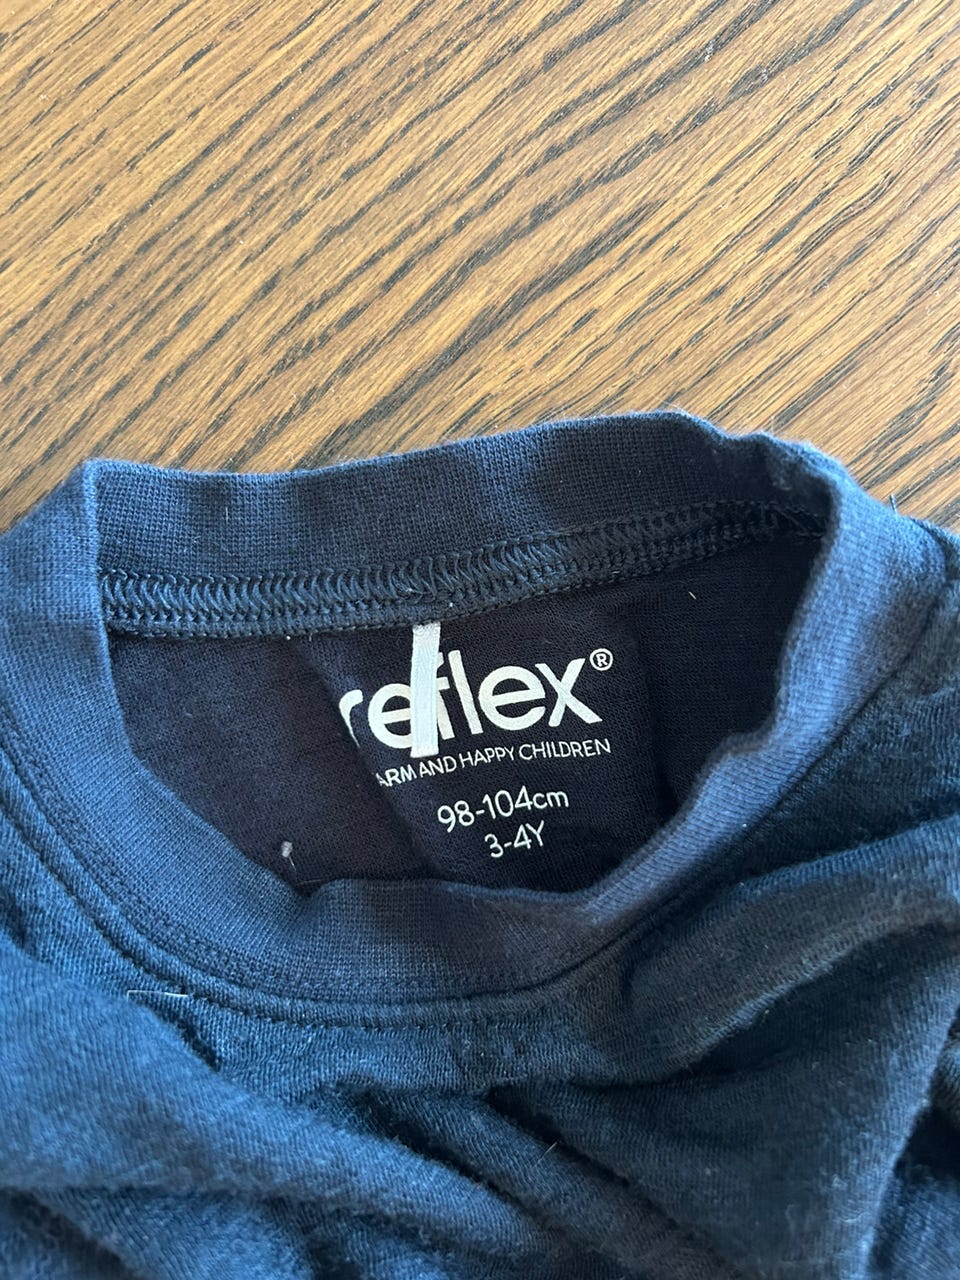 reflex®
ARM AND HAPPY CHILDREN
98-104cm
3-4Y